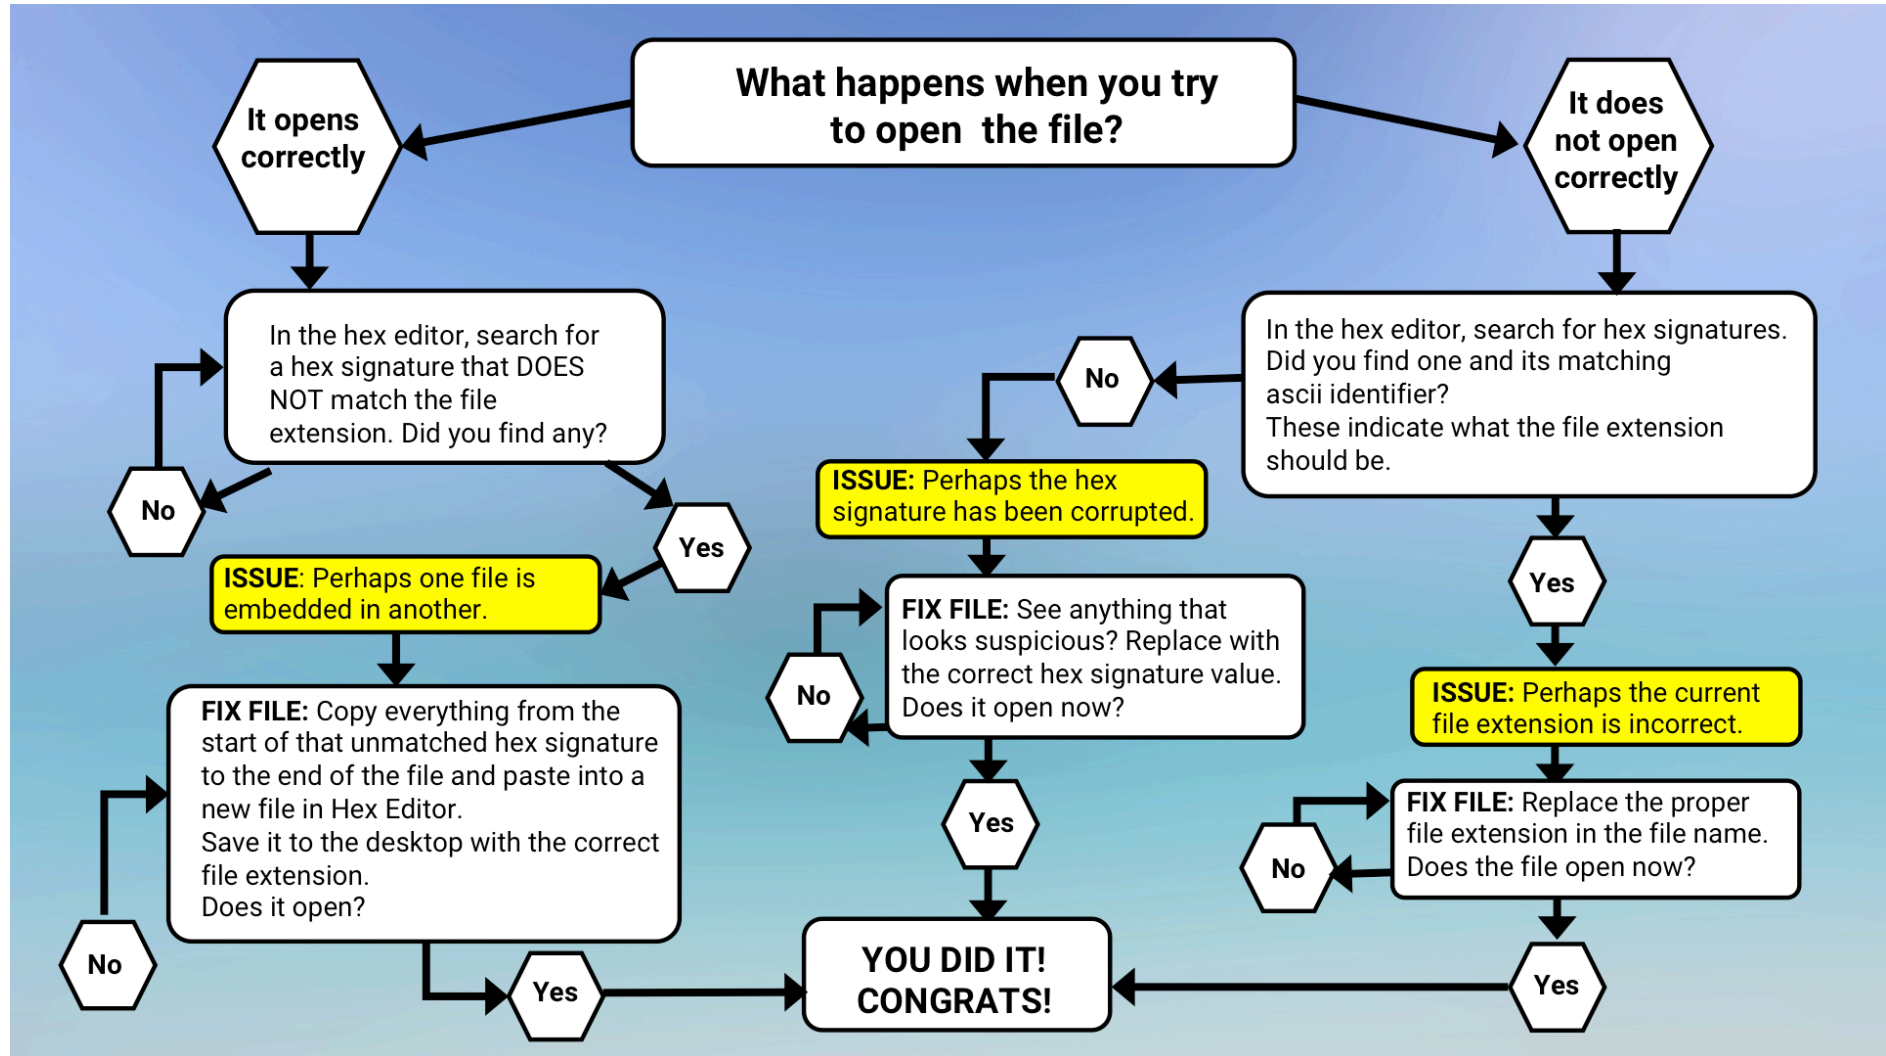 What happens when you try
to open the file?
It opens
correctly
It does
not open
correctly
In the hex editor, search for
a hex signature that DOES
NOT match the file
extension. Did you find any?
No
Yes
ISSUE: Perhaps one file is
embedded in another.
FIX FILE: Copy everything from the
start of that unmatched hex signature
to the end of the file and paste into a
new file in Hex Editor.
Save it to the desktop with the correct
file extension.
Does it open?
No
Yes
In the hex editor, search for hex signatures.
Did you find one and its matching
ascii identifier?
These indicate what the file extension
should be.
No
ISSUE: Perhaps the hex
signature has been corrupted.
FIX FILE: See anything that
looks suspicious? Replace with
the correct hex signature value.
Does it open now?
No
Yes
Yes
ISSUE: Perhaps the current
file extension is incorrect.
FIX FILE: Replace the proper
file extension in the file name.
Does the file open now?
No
Yes
YOU DID IT!
CONGRATS!